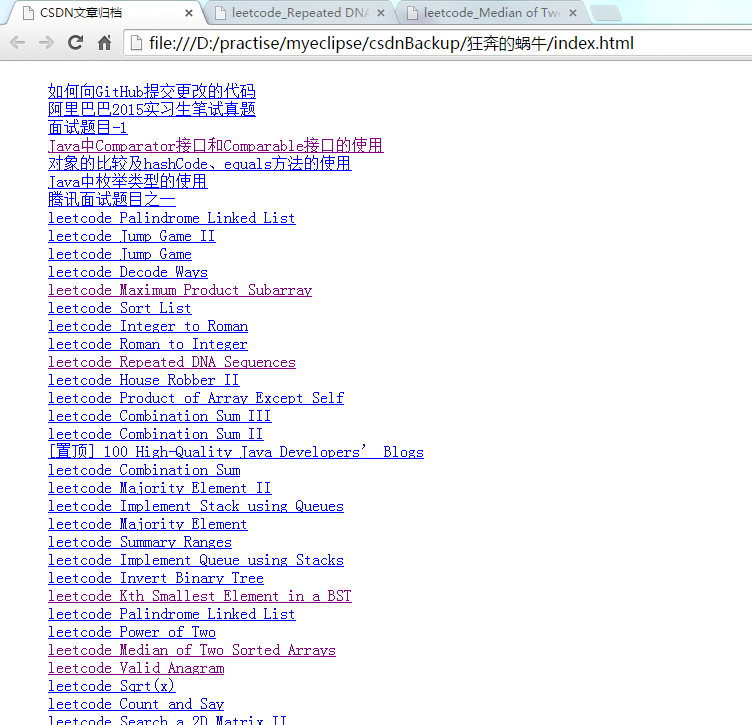 CSDN文章归档
leetcode_Repeated DNA
leetcode_Median of Two
file:///D:/practise/myeclipse/csdnBackup/狂奔的蜗牛/index.html
如何向GitHub提交更改的代码
阿里巴巴2015实习生笔试真题
面试题目-1
Java中Comparator接口和Comparable接口的使用
对象的比较及hashCode、equals方法的使用
Java中枚举类型的使用
腾讯面试题目之一
leetcode Palindrome Linked List
leetcode Jump Game II
leetcode Jump Game
leetcode Decode Ways
leetcode Maximum Product Subarray
leetcode Sort List
leetcode Integer to Roman
leetcode Roman to Integer
leetcode Repeated DNA Sequences
leetcode House Robber II
leetcode Product of Array Except Self
leetcode Combination Sum III
leetcode Combination Sum II
[置顶] 100 High-Quality Java Developers’ Blogs
leetcode Combination Sum
leetcode Majority Element II
leetcode Implement Stack using Queues
leetcode Majority Element
leetcode Summary Ranges
leetcode Implement Queue using Stacks
leetcode Invert Binary Tree
leetcode Kth Smallest Element in a BST
leetcode Palindrome Linked List
leetcode Power of Two
leetcode Median of Two Sorted Arrays
leetcode Valid Anagram
leetcode Sqrt(x)
leetcode Count and Say
leetcode Search a 2D Matrix II